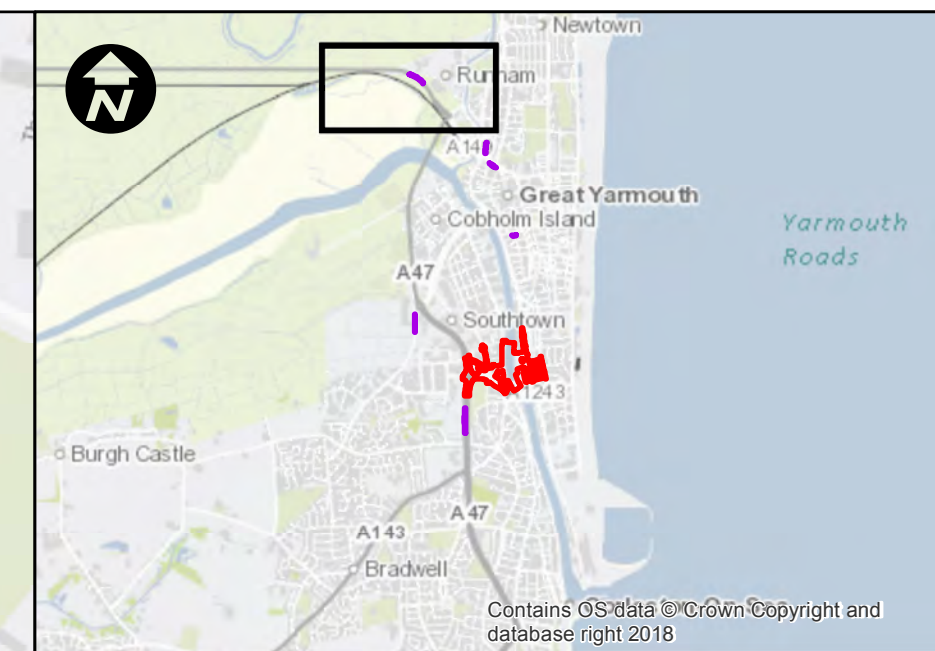 N
Newtown
Runham
A149
Great Yarmouth
Cobholm Island
Yarmouth
Roads
A47
Southtown
A1243
Burgh Castle
A47
A143
Bradwell
Contains OS data © Crown Copyright and
database right 2018